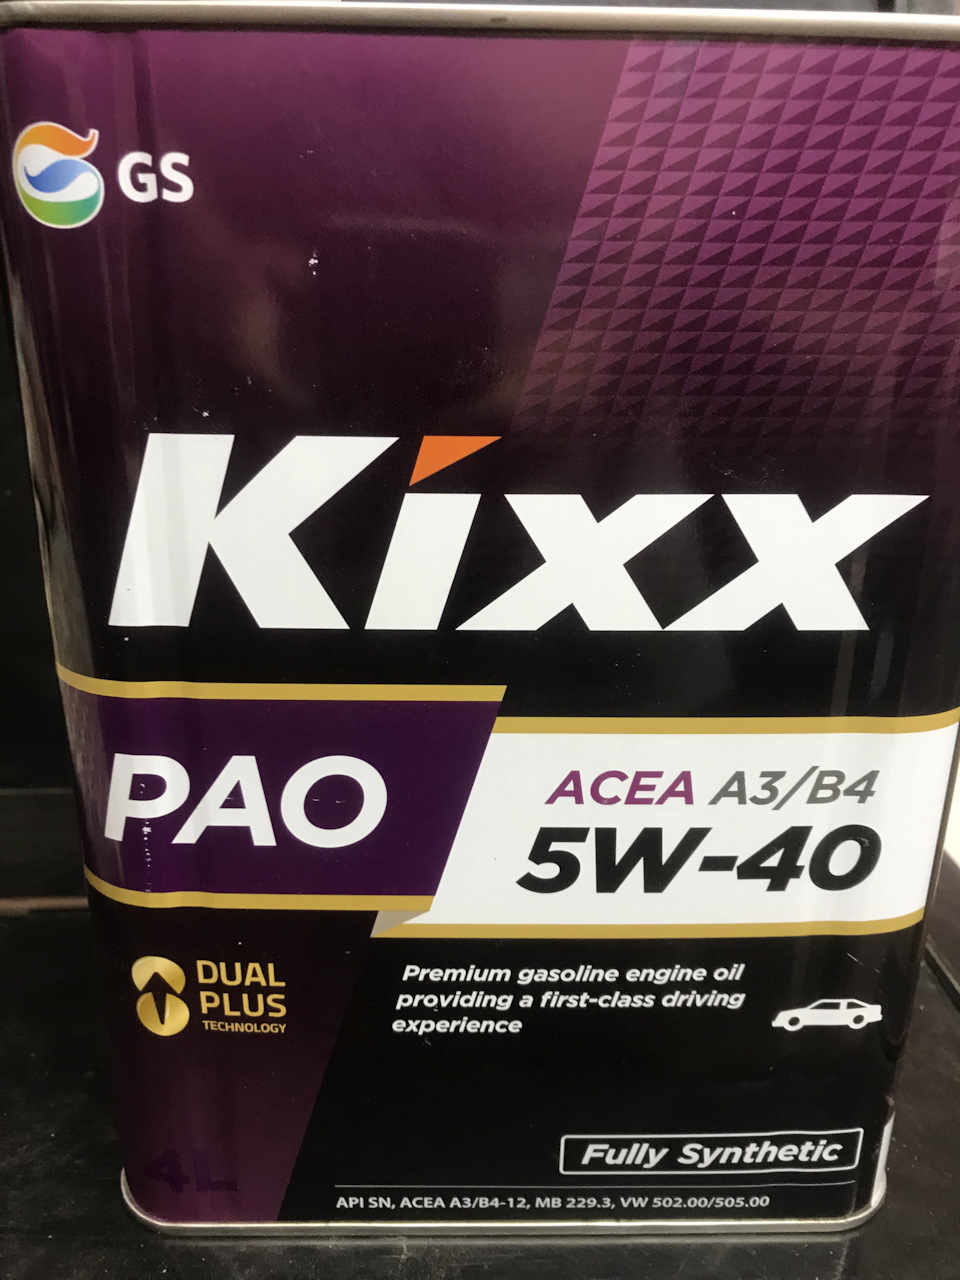 GS
Kixx
PAO
ACEA A3/B4
5W-40
DUAL
PLUS
TECHNOLOGY
Premium gasoline engine oil
providing a first-class driving
experience
4L
Fully Synthetic
API SN, ACEA A3/B4-12, MB 229.3, VW 502.00/505.00